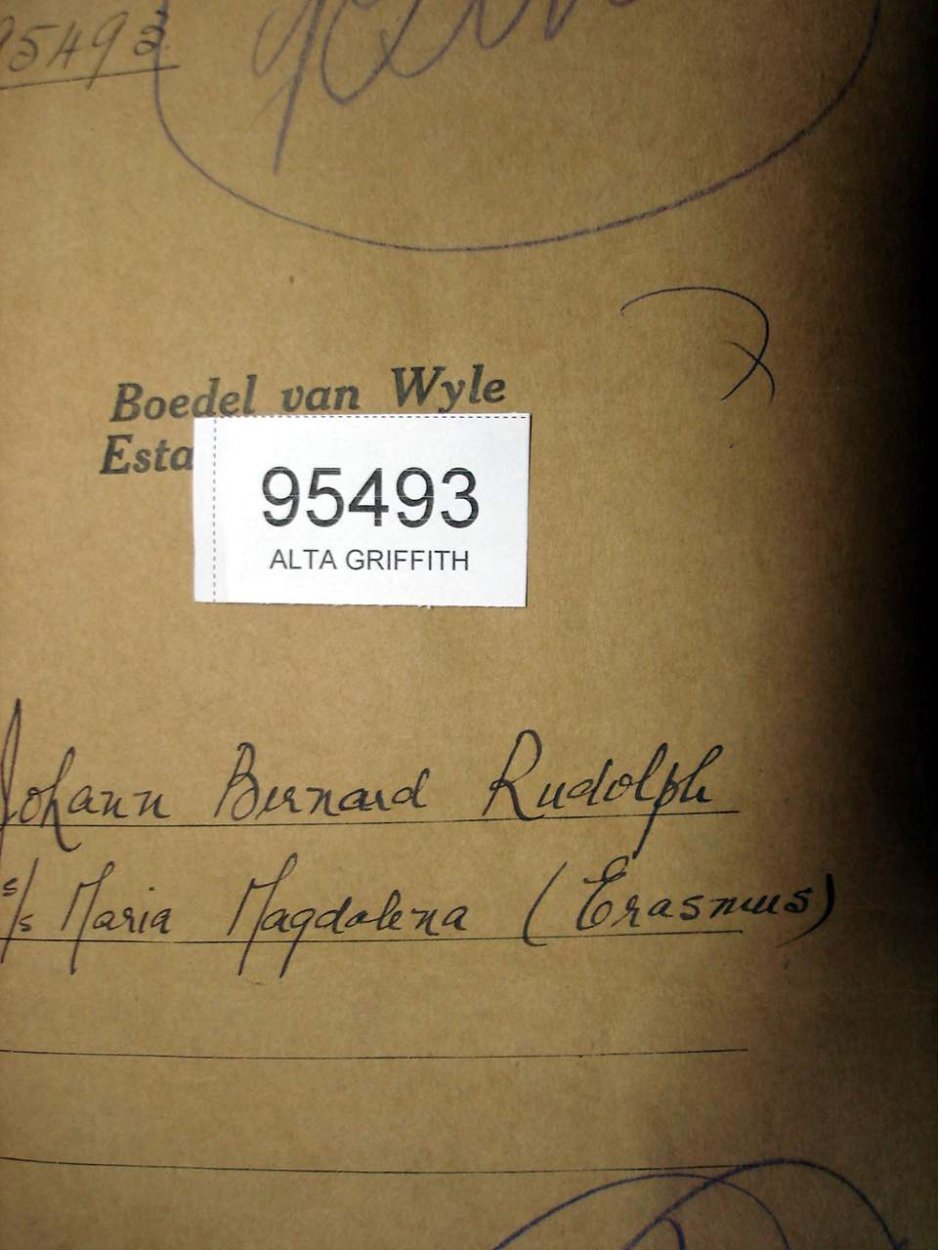 95493
Boedel van Wyle
Esta
95493
ALTA GRIFFITH
Johann Bernard Rudolph
s/s Maria Magdalena (Erasmus)